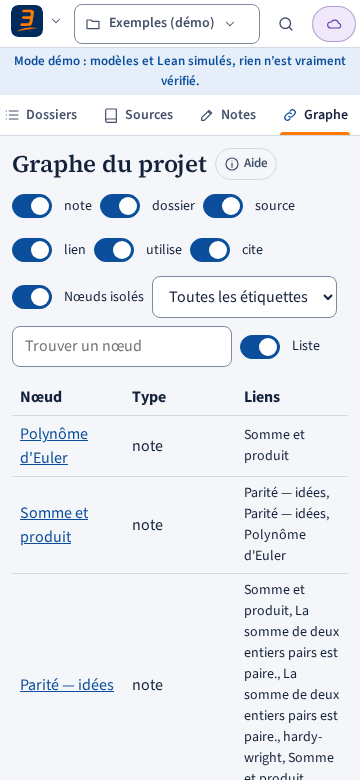 Exemples (démo)
Mode démo : modèles et Lean simulés, rien n’est vraiment
vérifié.
Dossiers
Sources
Notes
Graphe
Graphe du projet
Aide
note
dossier
source
lien
utilise
cite
Nœuds isolés
Toutes les étiquettes
Trouver un nœud
Liste
Nœud Type Liens
Polynôme
d'Euler
note
Somme et
produit
Somme et
produit
note
Parité — idées,
Parité — idées,
Polynôme
d'Euler
Parité — idées
note
Somme et
produit, La
somme de deux
entiers pairs est
paire., La
somme de deux
entiers pairs est
paire., hardy-
wright, Somme
et produit